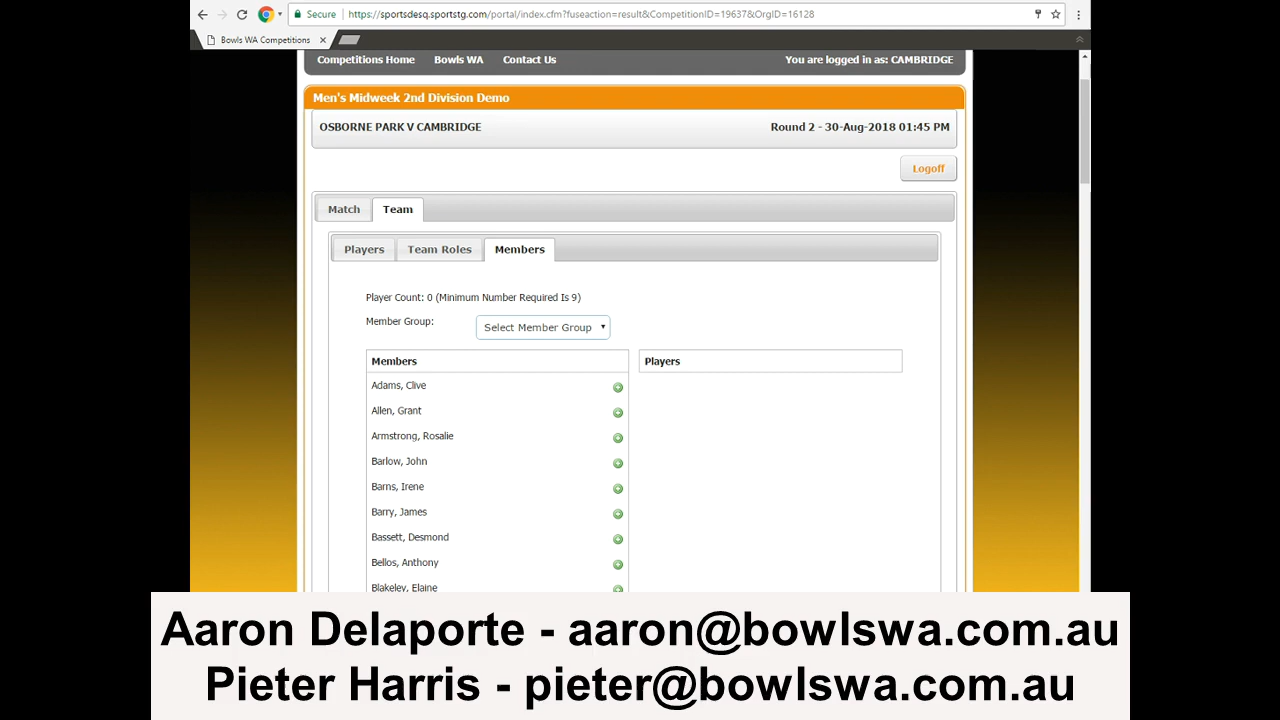 Secure https://sportsdesq.sportstg.com/portal/index.cfm?fuseaction=result&CompetitionID=19637&OrgID=16128
Bowls WA Competitions
Competitions Home Bowls WA Contact Us You are logged in as: CAMBRIDGE
Men's Midweek 2nd Division Demo
OSBORNE PARK V CAMBRIDGE Round 2 - 30-Aug-2018 01:45 PM
Logoff
Match Team
Players Team Roles Members
Player Count: 0 (Minimum Number Required Is 9)
Member Group: Select Member Group
Members Players
Adams, Clive
Allen, Grant
Armstrong, Rosalie
Barlow, John
Barns, Irene
Barry, James
Bassett, Desmond
Bellos, Anthony
Blakeley, Elaine
Aaron Delaporte - aaron@bowlswa.com.au
Pieter Harris - pieter@bowlswa.com.au